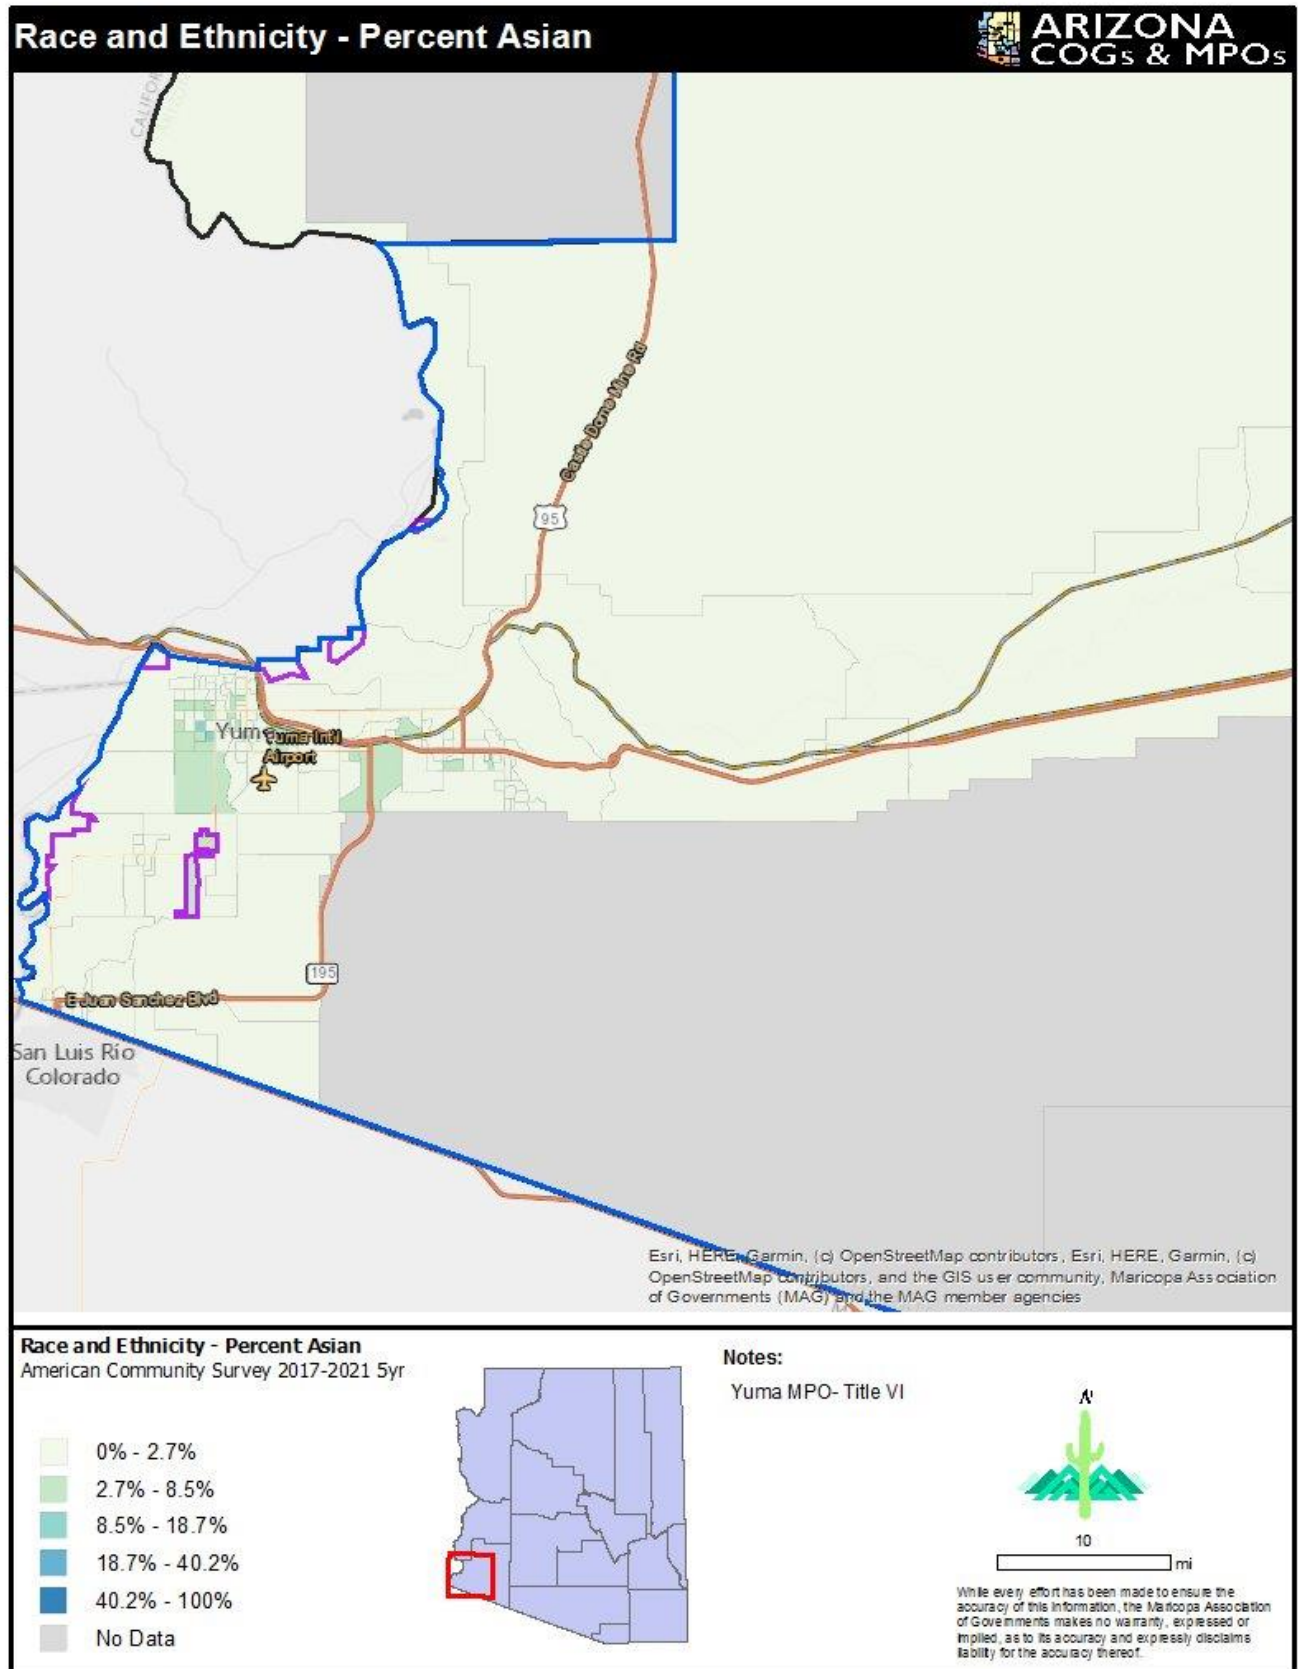 Race and Ethnicity - Percent Asian
ARIZONA
COGs & MPOs
95
Castle Dome Mine Rd
Yuma Int'l
Airport
195
E Juan Sanchez Blvd
San Luis Río
Colorado
Esri, HERE, Garmin, (c) OpenStreetMap contributors, Esri, HERE, Garmin, (c)
OpenStreetMap contributors, and the GIS user community, Maricopa Association
of Governments (MAG) and the MAG member agencies
Race and Ethnicity - Percent Asian
American Community Survey 2017-2021 5yr
0% - 2.7%
2.7% - 8.5%
8.5% - 18.7%
18.7% - 40.2%
40.2% - 100%
No Data
Notes:
Yuma MPO- Title VI
N
10
mi
While every effort has been made to ensure the
accuracy of this information, the Maricopa Association
of Governments makes no warranty, expressed or
implied, as to its accuracy and expressly disclaims
liability for the accuracy thereof.